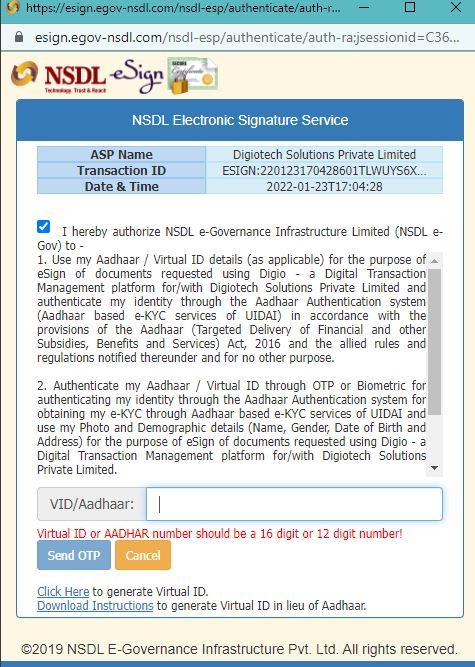 https://esign.egov-nsdl.com/nsdl-esp/authenticate/auth-r...
esign.egov-nsdl.com/nsdl-esp/authenticate/auth-ra;jsessionid=C36...
NSDL
Technology, Trust & Reach
eSign
Certificate
NSDL Electronic Signature Service
ASP Name Digiotech Solutions Private Limited
Transaction ID ESIGN:220123170428601TLWUYS6X...
Date & Time 2022-01-23T17:04:28
I hereby authorize NSDL e-Governance Infrastructure Limited (NSDL e-
Gov) to -
1. Use my Aadhaar / Virtual ID details (as applicable) for the purpose of
eSign of documents requested using Digio - a Digital Transaction
Management platform for/with Digiotech Solutions Private Limited and
authenticate my identity through the Aadhaar Authentication system
(Aadhaar based e-KYC services of UIDAI) in accordance with the
provisions of the Aadhaar (Targeted Delivery of Financial and other
Subsidies, Benefits and Services) Act, 2016 and the allied rules and
regulations notified thereunder and for no other purpose.
2. Authenticate my Aadhaar / Virtual ID through OTP or Biometric for
authenticating my identity through the Aadhaar Authentication system for
obtaining my e-KYC through Aadhaar based e-KYC services of UIDAI and
use my Photo and Demographic details (Name, Gender, Date of Birth and
Address) for the purpose of eSign of documents requested using Digio - a
Digital Transaction Management platform for/with Digiotech Solutions
Private Limited.
VID/Aadhaar:
Virtual ID or AADHAR number should be a 16 digit or 12 digit number!
Send OTP Cancel
Click Here to generate Virtual ID.
Download Instructions to generate Virtual ID in lieu of Aadhaar.
©2019 NSDL E-Governance Infrastructure Pvt. Ltd. All rights reserved.